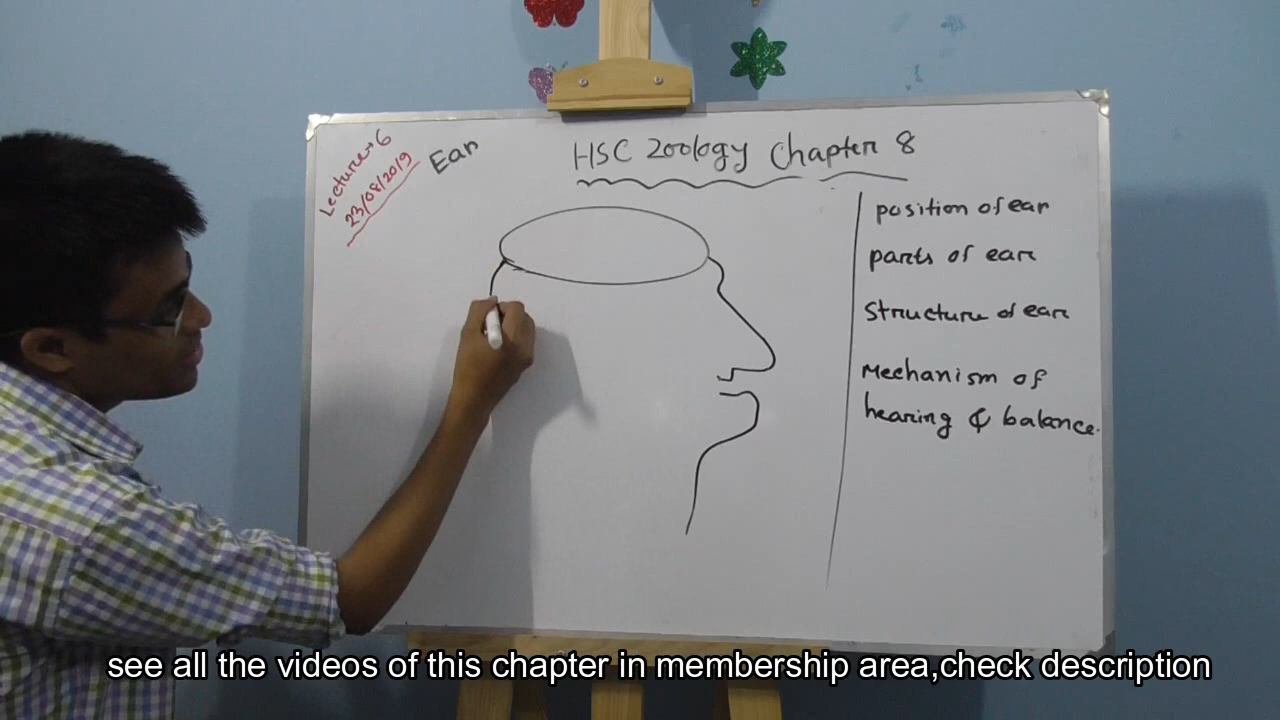 Lecture→6
23/08/2019
Ear
HSC Zoology Chapter 8
position of ear
parts of ear
Structure of ear
Mechanism of
hearing & balance.
see all the videos of this chapter in membership area,check description